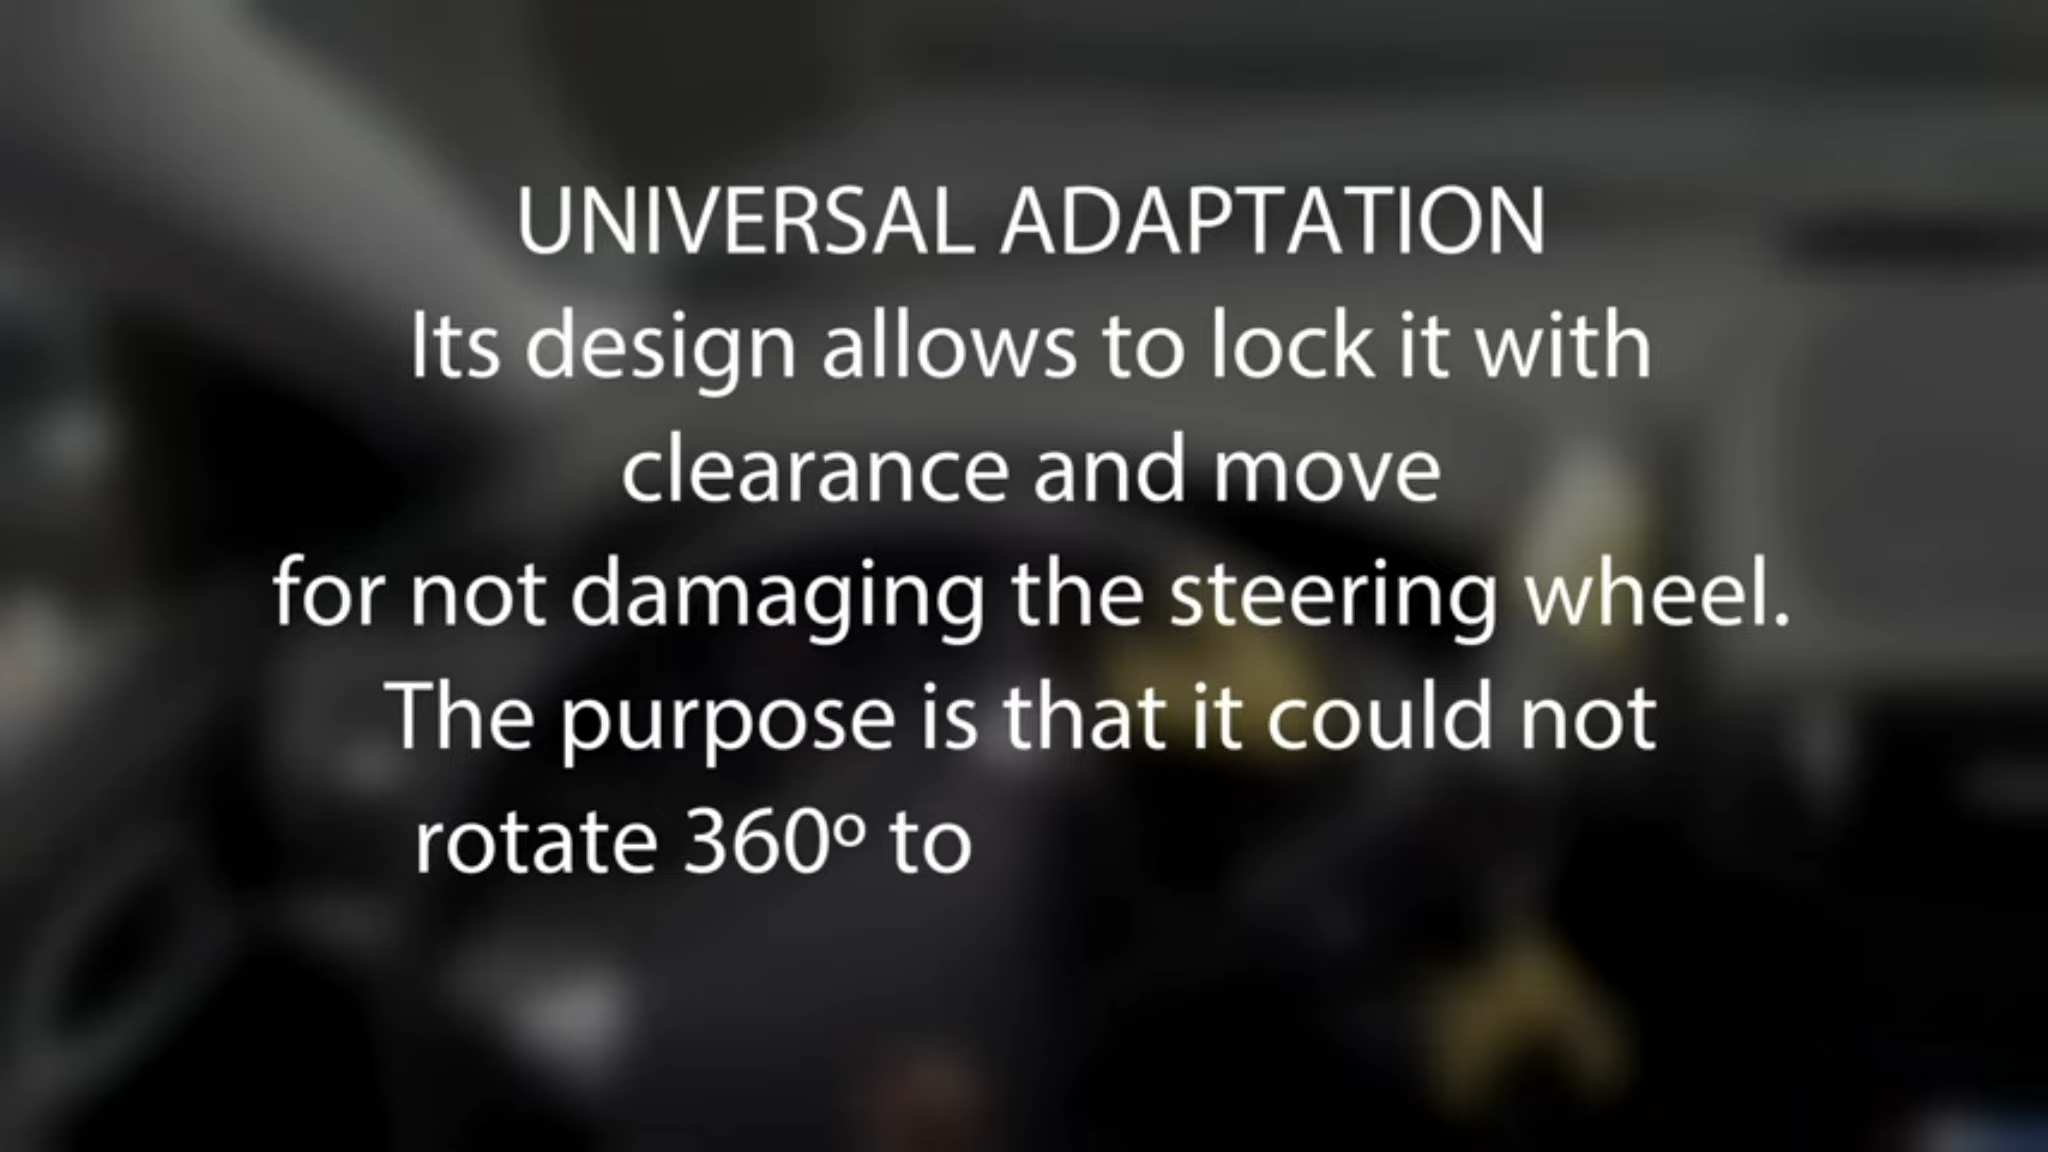 UNIVERSAL ADAPTATION
Its design allows to lock it with
clearance and move
for not damaging the steering wheel.
The purpose is that it could not
rotate 360º to